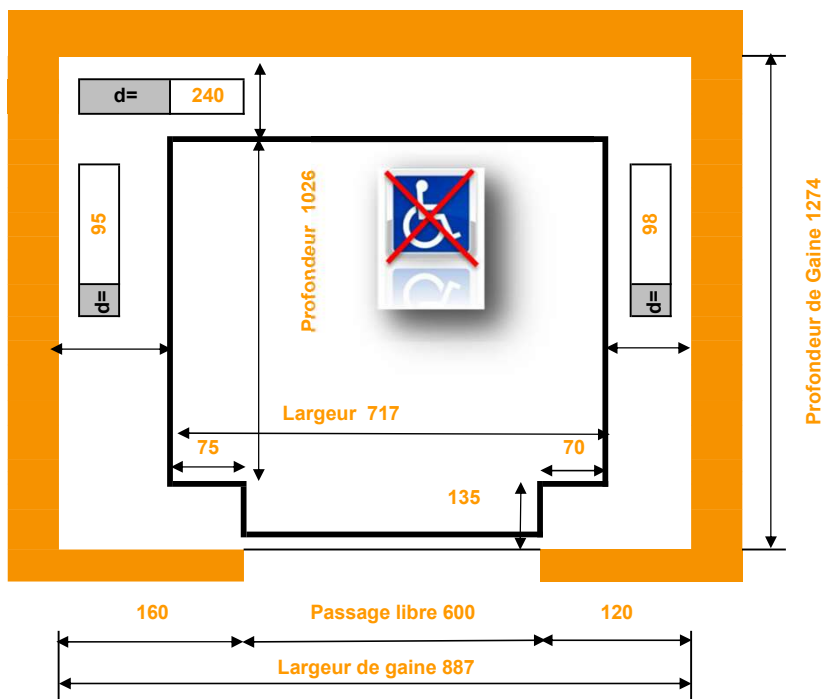 d= 240
Profondeur 1026
95
d=
98
d=
Profondeur de Gaine 1274
Largeur 717
75
70
135
160
Passage libre 600
120
Largeur de gaine 887